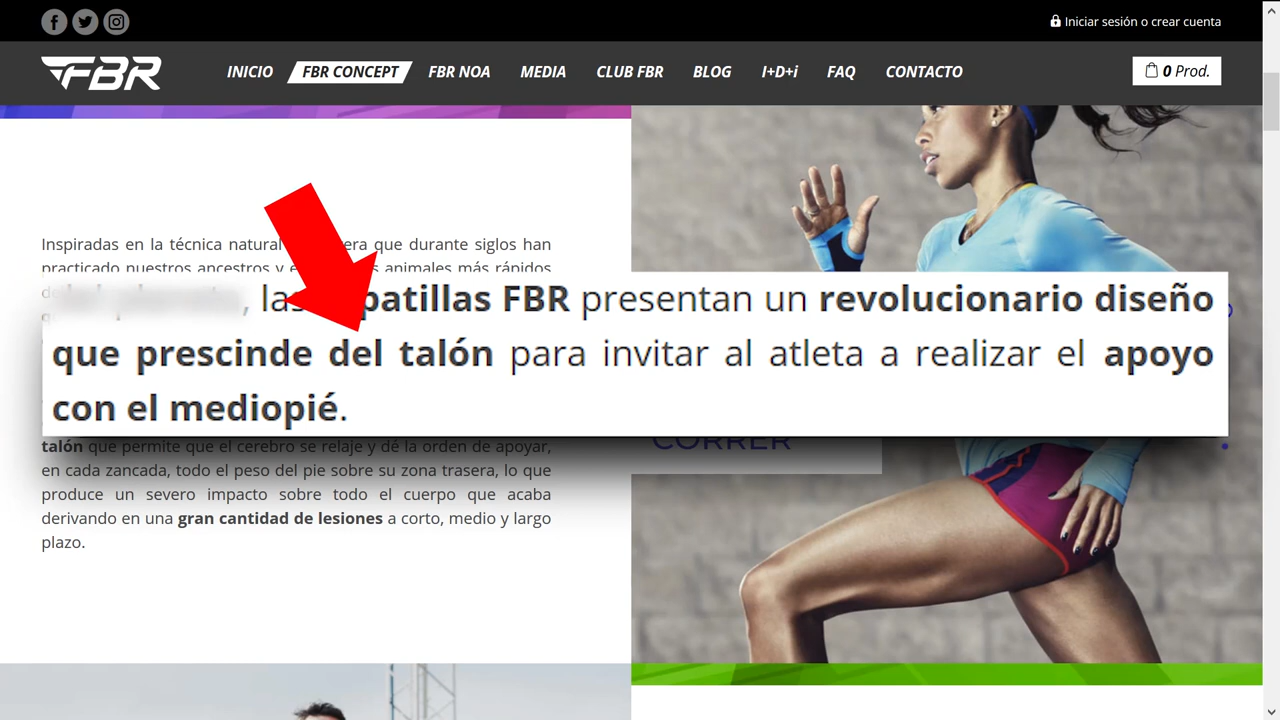 Iniciar sesión o crear cuenta
FBR
INICIO FBR CONCEPT FBR NOA MEDIA CLUB FBR BLOG I+D+i FAQ CONTACTO 0 Prod.
Inspiradas en la técnica natural que durante siglos han
practicado nuestros ancestros y animales más rápidos
, las patillas FBR presentan un revolucionario diseño
que prescinde del talón para invitar al atleta a realizar el apoyo
con el mediopié.
CORRER
talón que permite que el cerebro se relaje y dé la orden de apoyar,
en cada zancada, todo el peso del pie sobre su zona trasera, lo que
produce un severo impacto sobre todo el cuerpo que acaba
derivando en una gran cantidad de lesiones a corto, medio y largo
plazo.